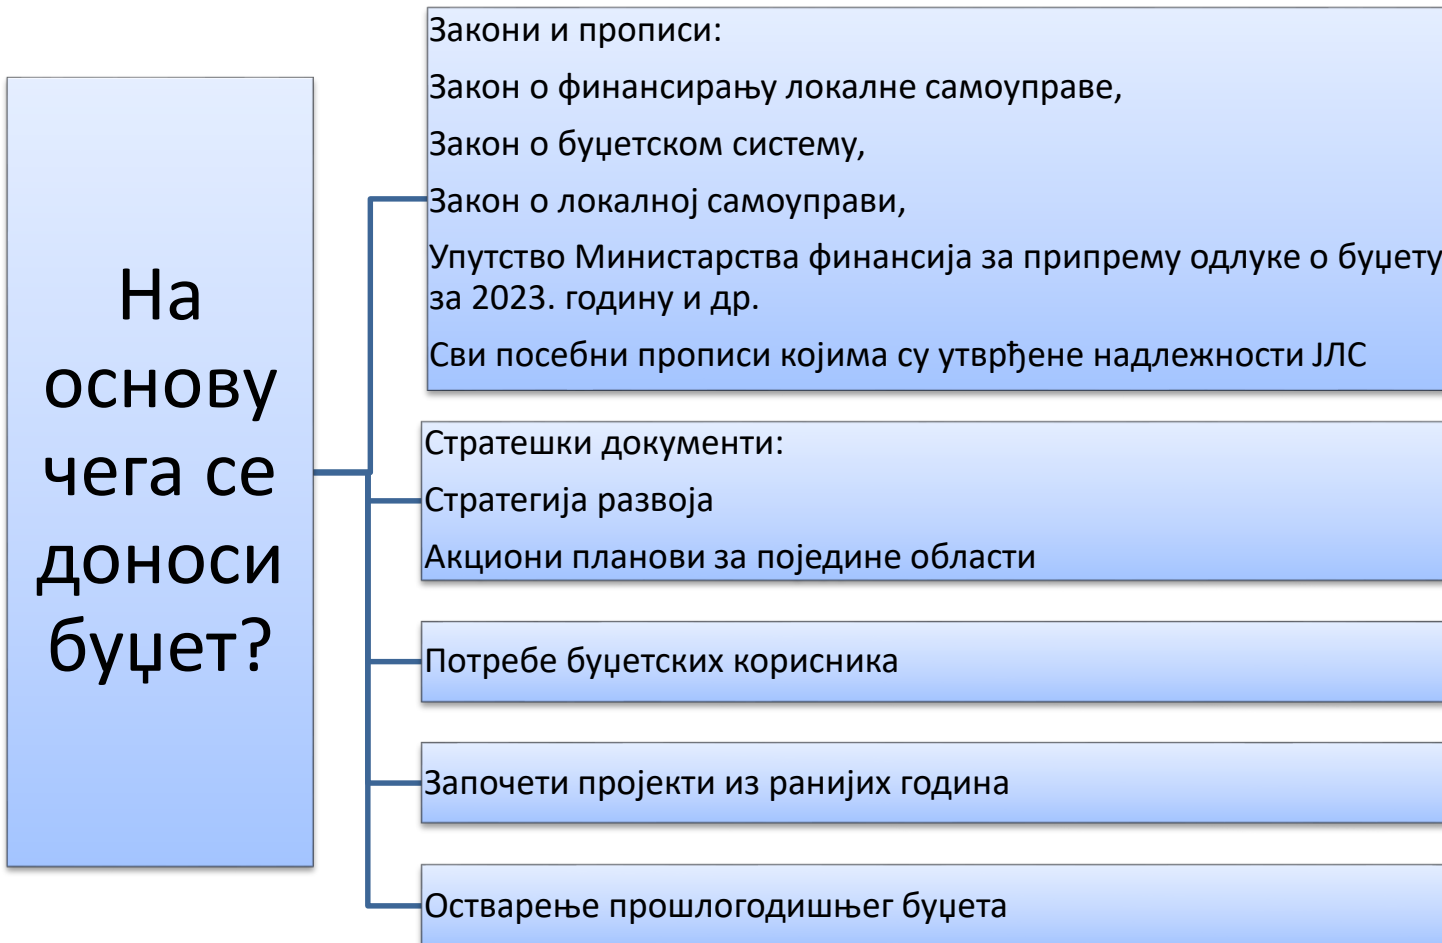 На
основу
чега се
доноси
буџет?
Закони и прописи:
Закон о финансирању локалне самоуправе,
Закон о буџетском систему,
Закон о локалној самоуправи,
Упутство Министарства финансија за припрему одлуке о буџету
за 2023. годину и др.
Сви посебни прописи којима су утврђене надлежности ЈЛС
Стратешки документи:
Стратегија развоја
Акциони планови за поједине области
Потребе буџетских корисника
Започети пројекти из ранијих година
Остварење прошлогодишњег буџета